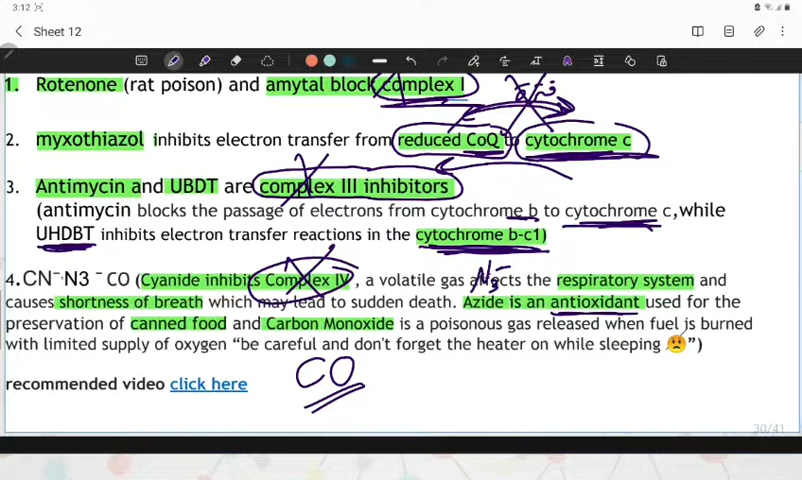 3:12
Sheet 12
1. Rotenone (rat poison) and amytal block complex I
2. myxothiazol inhibits electron transfer from reduced CoQ to cytochrome c
3. Antimycin a and UBDT are complex III inhibitors
(antimycin blocks the passage of electrons from cytochrome b to cytochrome c,while
UHDBT inhibits electron transfer reactions in the cytochrome b-c1)
4.CN⁻·N3 ⁻ CO (Cyanide inhibits Complex IV , a volatile gas affects the respiratory system and
N3⁻
causes shortness of breath which may lead to sudden death. Azide is an antioxidant used for the
preservation of canned food and Carbon Monoxide is a poisonous gas released when fuel is burned
with limited supply of oxygen “be careful and don't forget the heater on while sleeping 😟”)
CO
recommended video click here
30/41